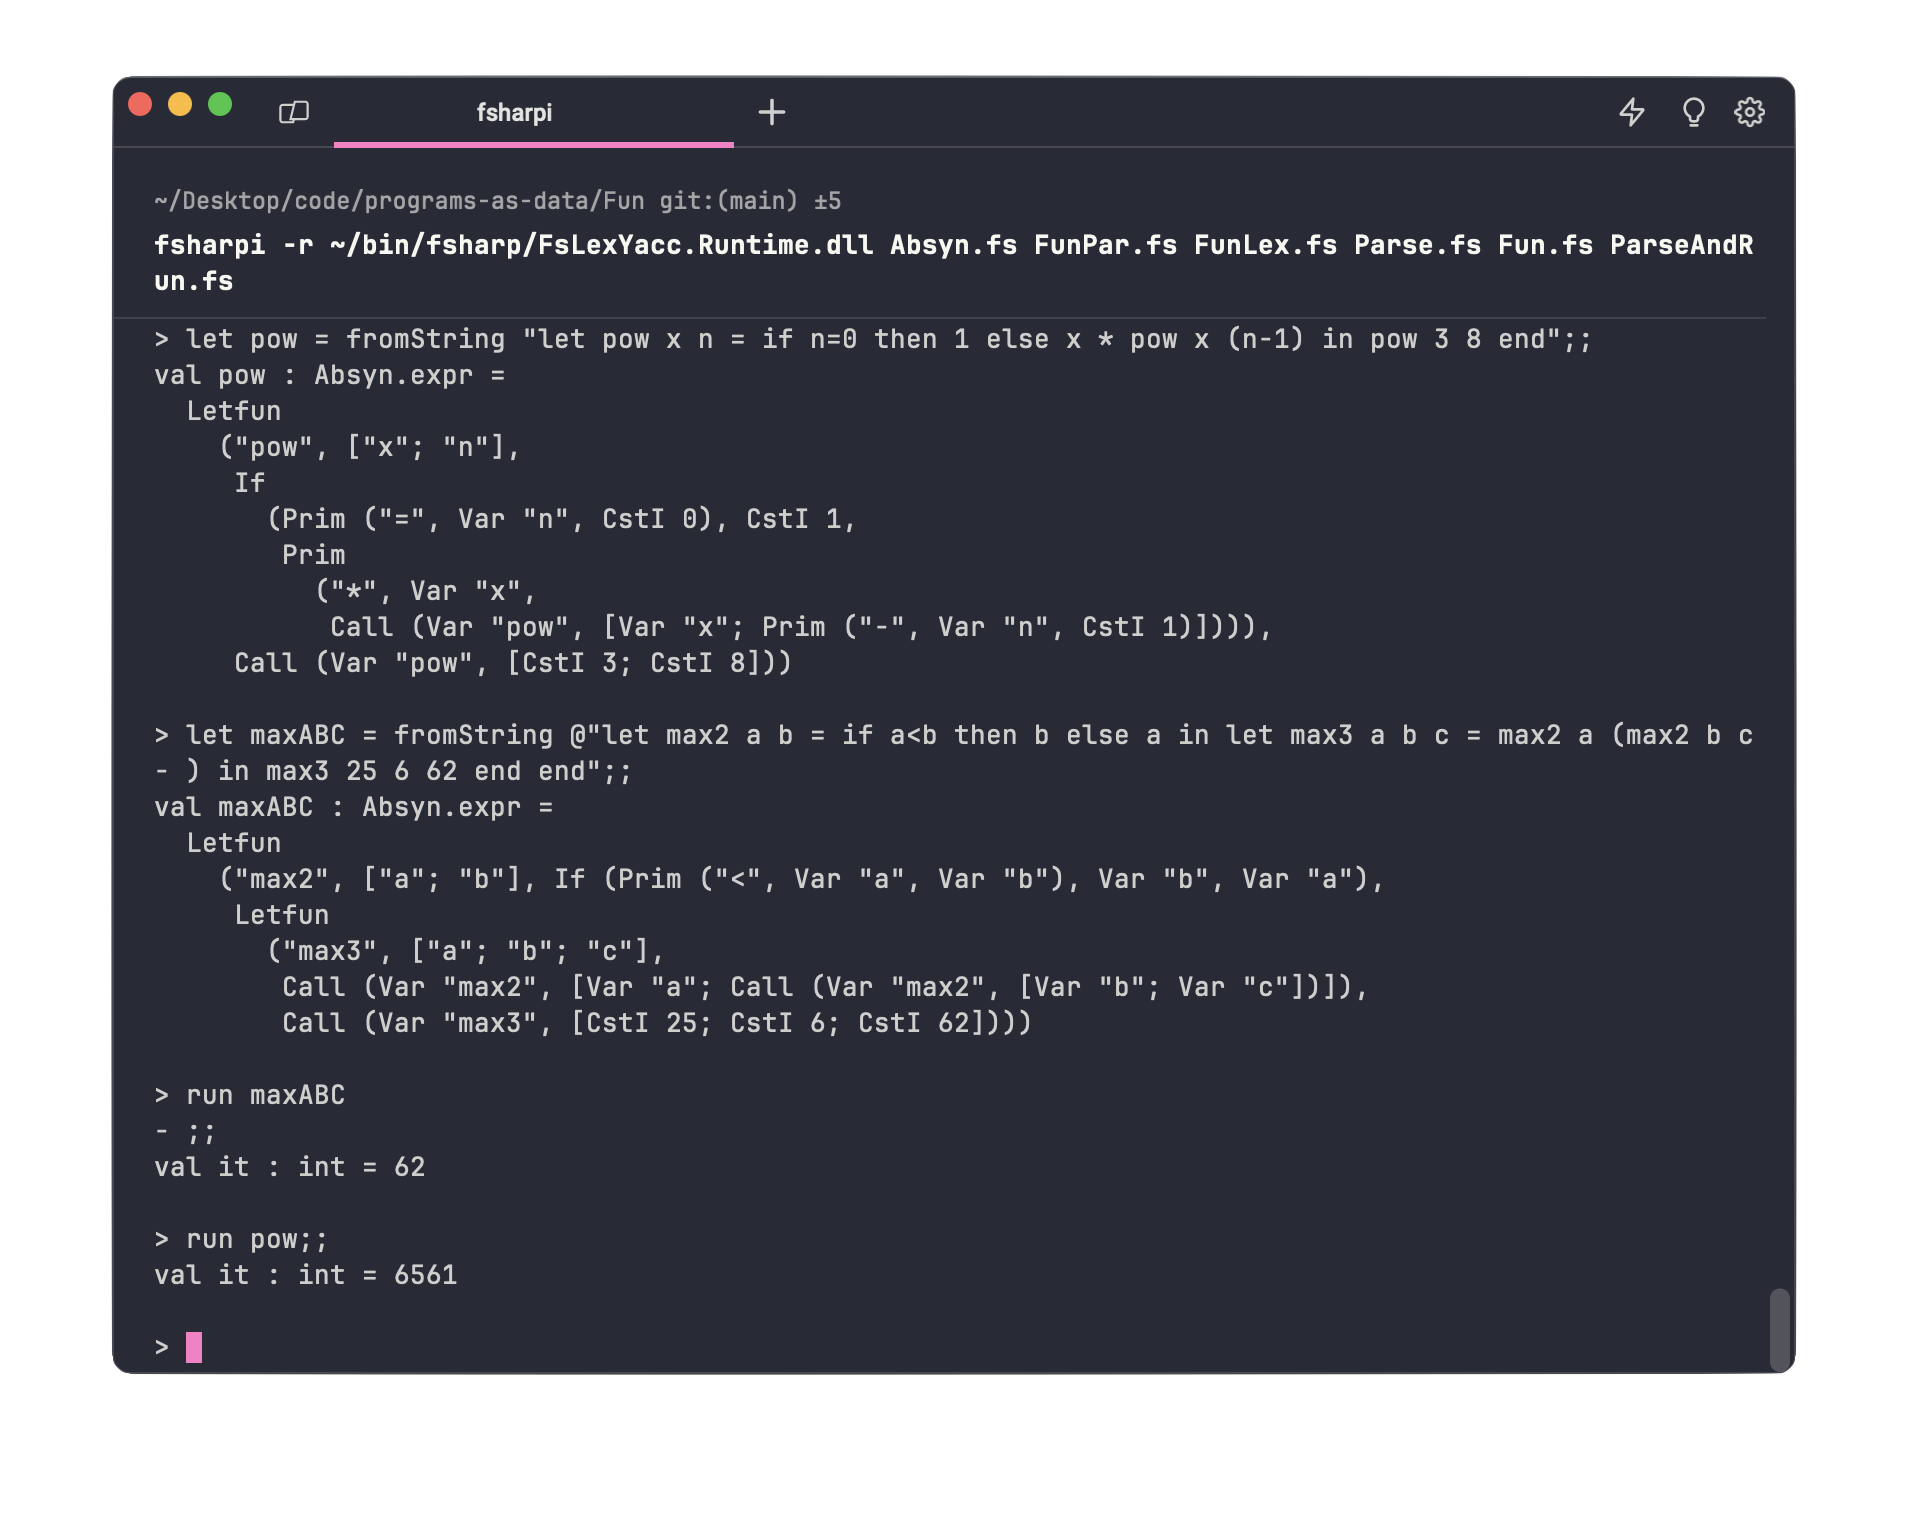 fsharpi
~/Desktop/code/programs-as-data/Fun git:(main) ±5
fsharpi -r ~/bin/fsharp/FsLexYacc.Runtime.dll Absyn.fs FunPar.fs FunLex.fs Parse.fs Fun.fs ParseAndR
un.fs
> let pow = fromString "let pow x n = if n=0 then 1 else x * pow x (n-1) in pow 3 8 end";;
val pow : Absyn.expr =
  Letfun
    ("pow", ["x"; "n"],
     If
       (Prim ("=", Var "n", CstI 0), CstI 1,
        Prim
          ("*", Var "x",
           Call (Var "pow", [Var "x"; Prim ("-", Var "n", CstI 1)]))),
     Call (Var "pow", [CstI 3; CstI 8]))

> let maxABC = fromString @"let max2 a b = if a<b then b else a in let max3 a b c = max2 a (max2 b c
- ) in max3 25 6 62 end end";;
val maxABC : Absyn.expr =
  Letfun
    ("max2", ["a"; "b"], If (Prim ("<", Var "a", Var "b"), Var "b", Var "a"),
     Letfun
       ("max3", ["a"; "b"; "c"],
        Call (Var "max2", [Var "a"; Call (Var "max2", [Var "b"; Var "c"])]),
        Call (Var "max3", [CstI 25; CstI 6; CstI 62])))

> run maxABC
- ;;
val it : int = 62

> run pow;;
val it : int = 6561

>